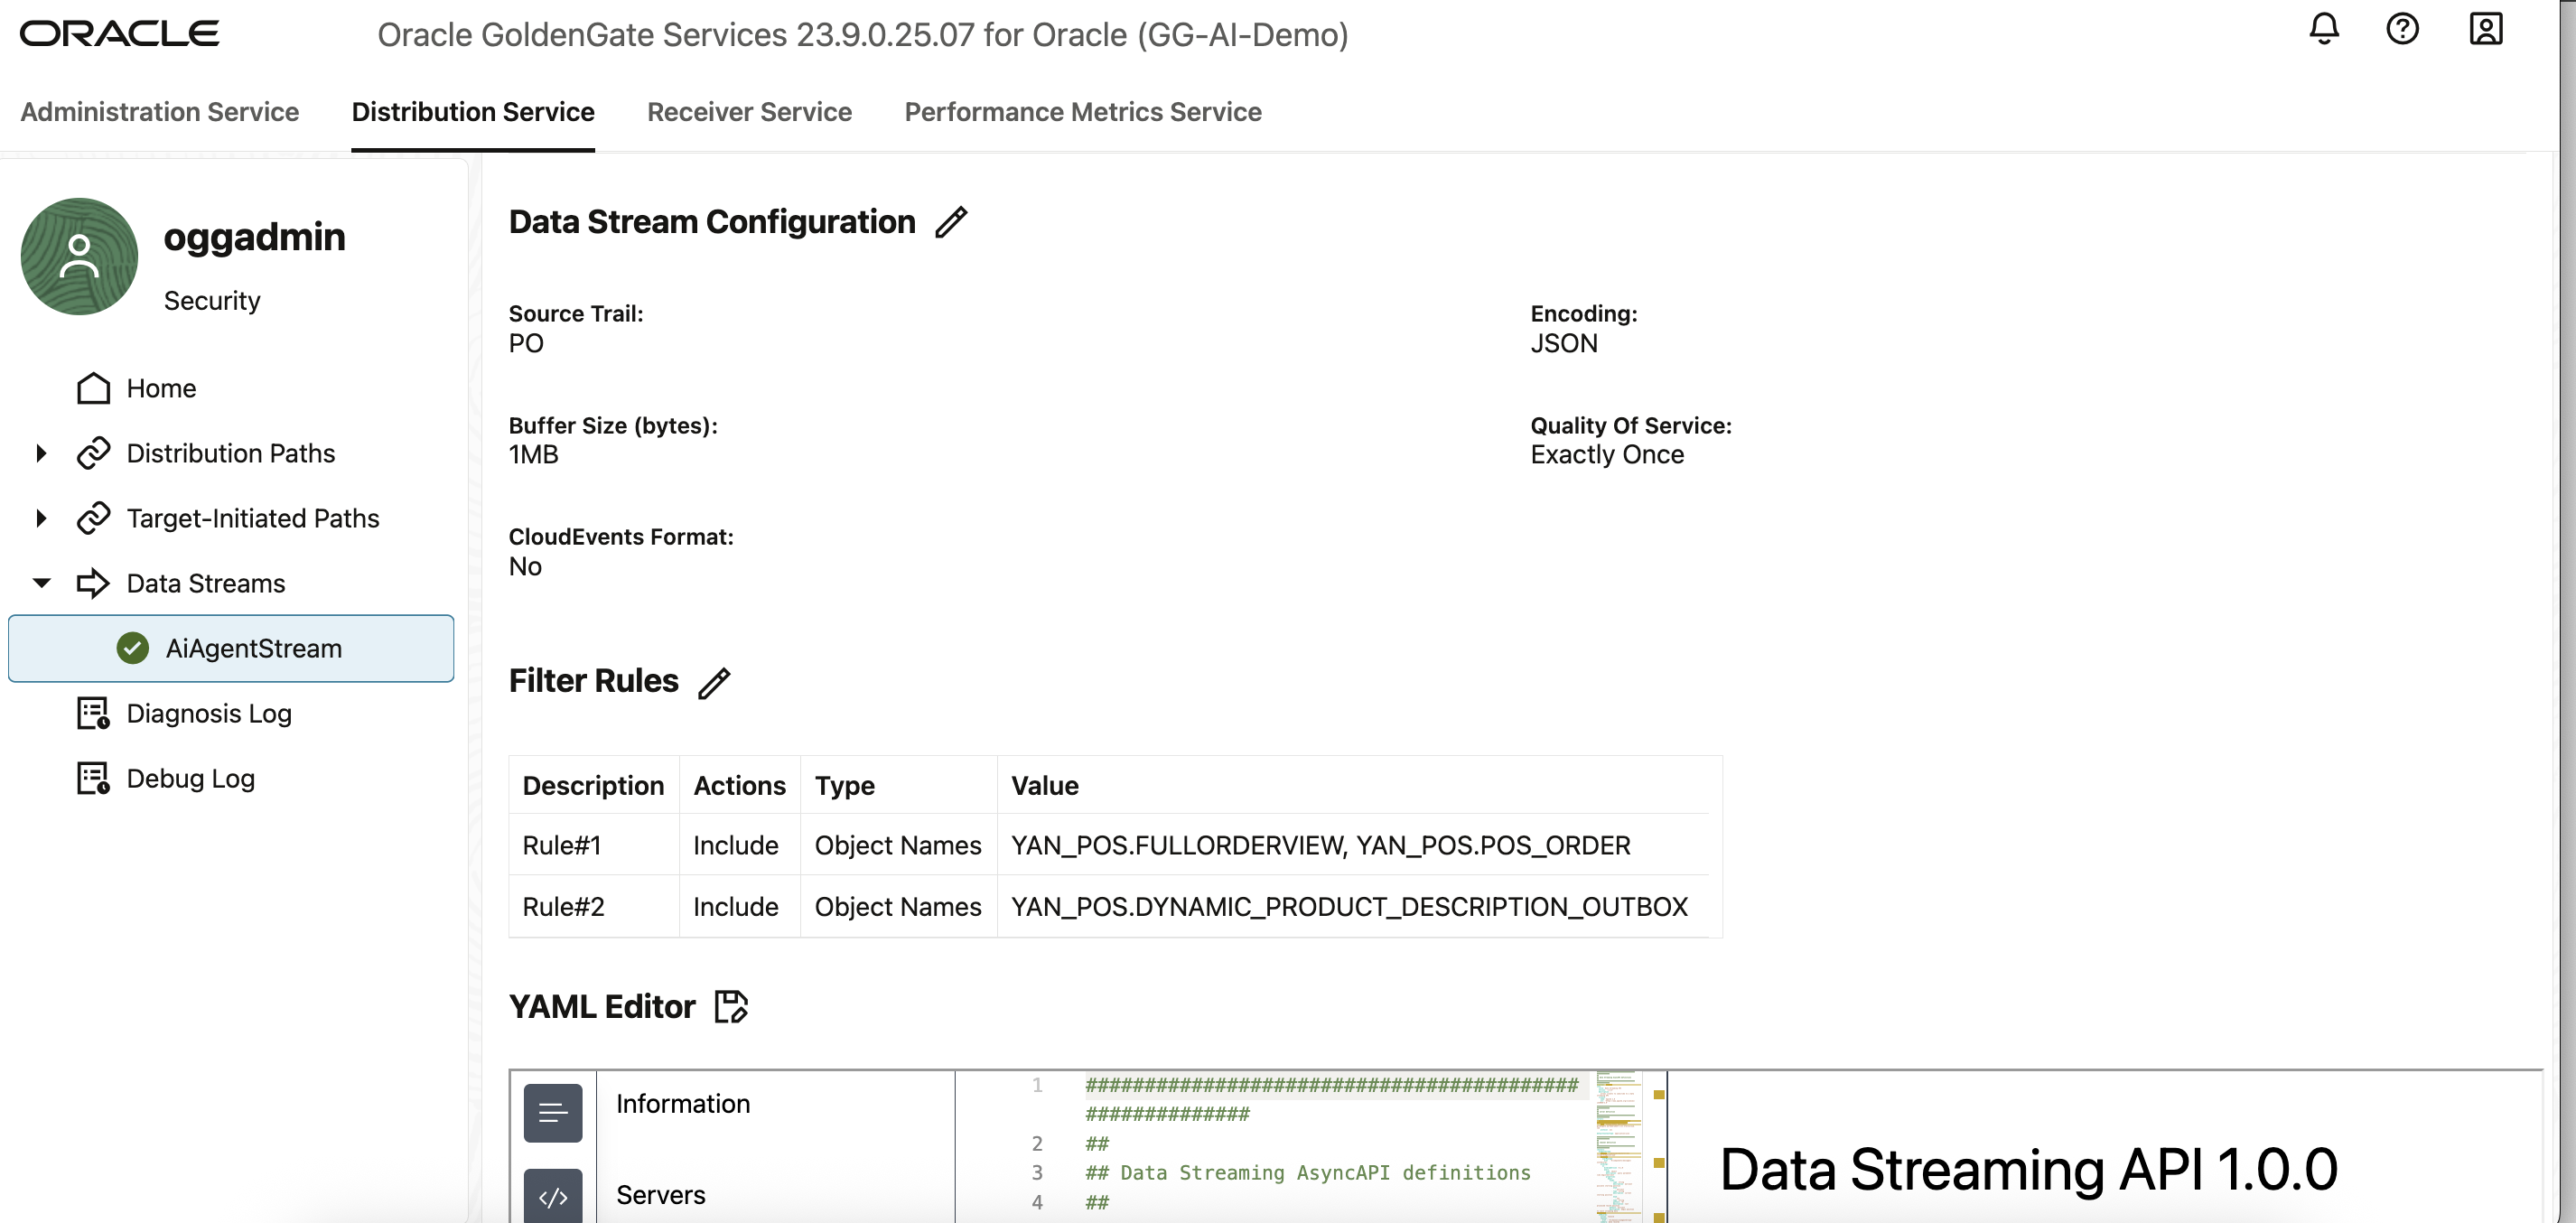 ORACLE
Oracle GoldenGate Services 23.9.0.25.07 for Oracle (GG-AI-Demo)
Administration Service
Distribution Service
Receiver Service
Performance Metrics Service
oggadmin
Security
Home
Distribution Paths
Target-Initiated Paths
Data Streams
AiAgentStream
Diagnosis Log
Debug Log
Data Stream Configuration
Source Trail:
PO
Encoding:
JSON
Buffer Size (bytes):
1MB
Quality Of Service:
Exactly Once
CloudEvents Format:
No
Filter Rules
Description Actions Type Value
Rule#1 Include Object Names YAN_POS.FULLORDERVIEW, YAN_POS.POS_ORDER
Rule#2 Include Object Names YAN_POS.DYNAMIC_PRODUCT_DESCRIPTION_OUTBOX
YAML Editor
Information
Servers
1 ##########################################
##############
2 ##
3 ## Data Streaming AsyncAPI definitions
4 ##
Data Streaming API 1.0.0